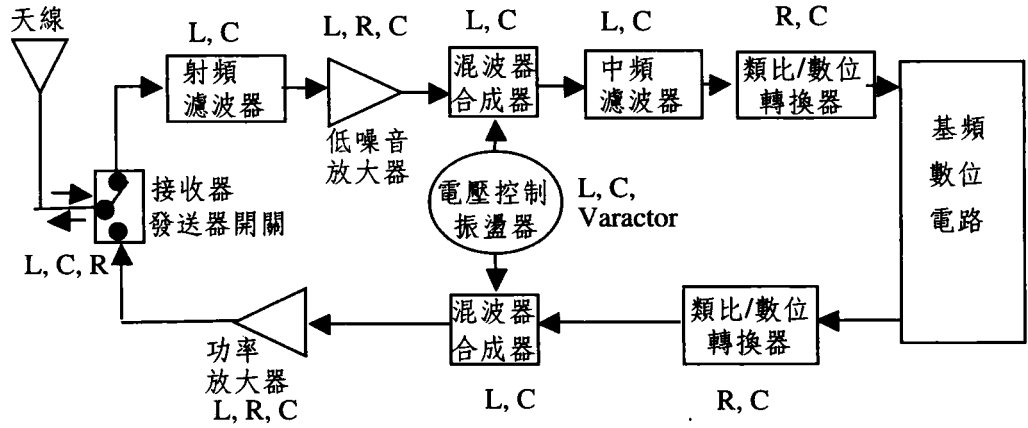 天線
L, C
射頻
濾波器
L, R, C
低噪音
放大器
L, C
混波器
合成器
L, C
中頻
濾波器
R, C
類比/數位
轉換器
基頻
數位
電路
接收器
發送器開關
L, C, R
電壓控制
振盪器
L, C,
Varactor
功率
放大器
L, R, C
混波器
合成器
L, C
類比/數位
轉換器
R, C